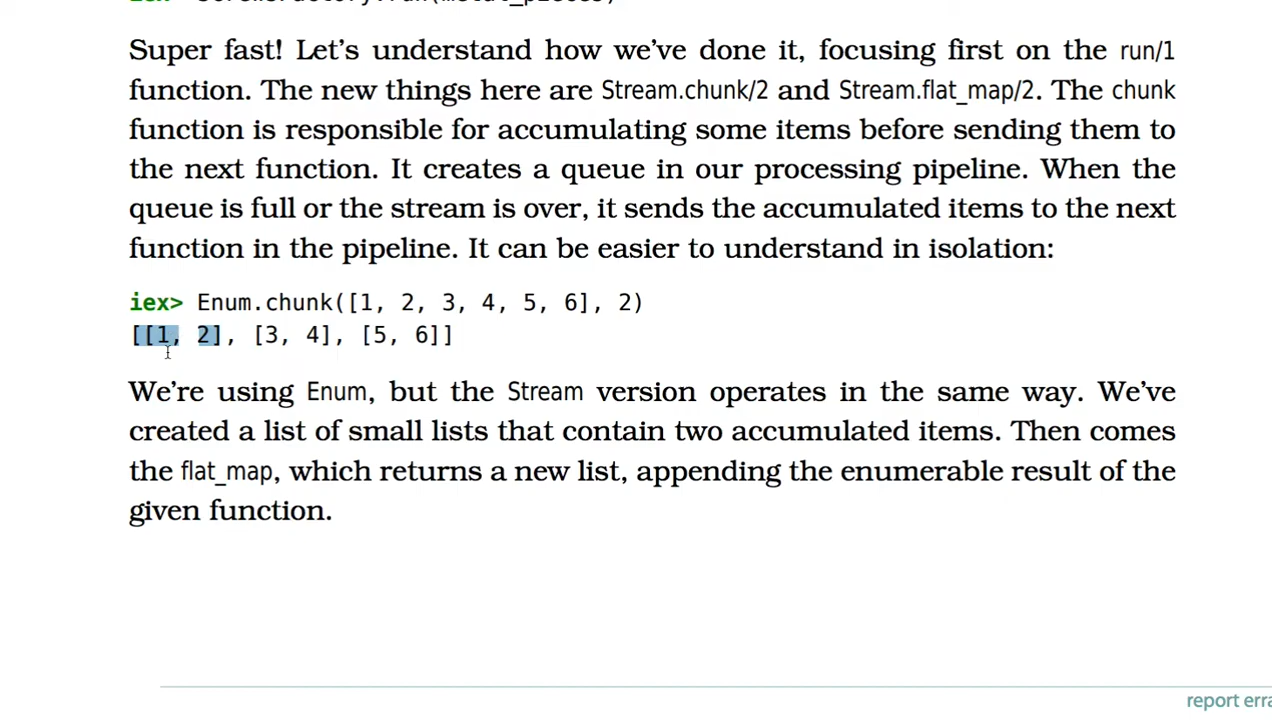 iex> ScrewsFactory.run(metal_pieces)
Super fast! Let's understand how we've done it, focusing first on the run/1
function. The new things here are Stream.chunk/2 and Stream.flat_map/2. The chunk
function is responsible for accumulating some items before sending them to
the next function. It creates a queue in our processing pipeline. When the
queue is full or the stream is over, it sends the accumulated items to the next
function in the pipeline. It can be easier to understand in isolation:
iex> Enum.chunk([1, 2, 3, 4, 5, 6], 2)
[[1, 2], [3, 4], [5, 6]]
We're using Enum, but the Stream version operates in the same way. We've
created a list of small lists that contain two accumulated items. Then comes
the flat_map, which returns a new list, appending the enumerable result of the
given function.
report erra